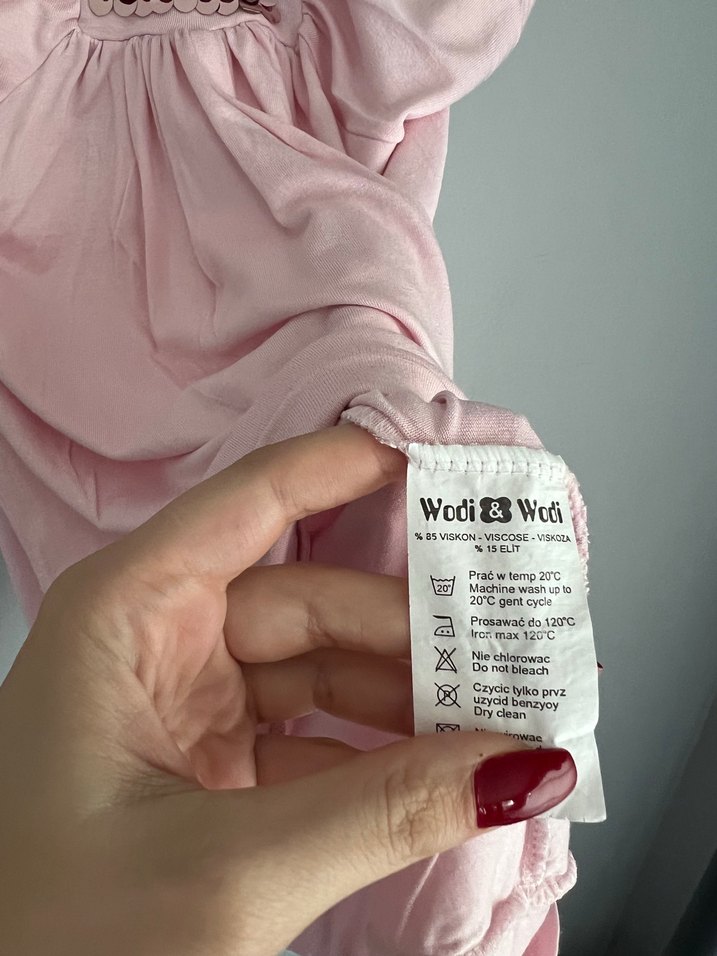 Wodi & Wodi
% 85 VISKON - VISCOSE - VISKOZA
% 15 ELİT
20°
Prać w temp 20°C
Machine wash up to
20°C gent cycle
Prosawać do 120°C
Iron max 120°C
Nie chlorowac
Do not bleach
P
Czycic tylko prvz
uzycid benzyoy
Dry clean